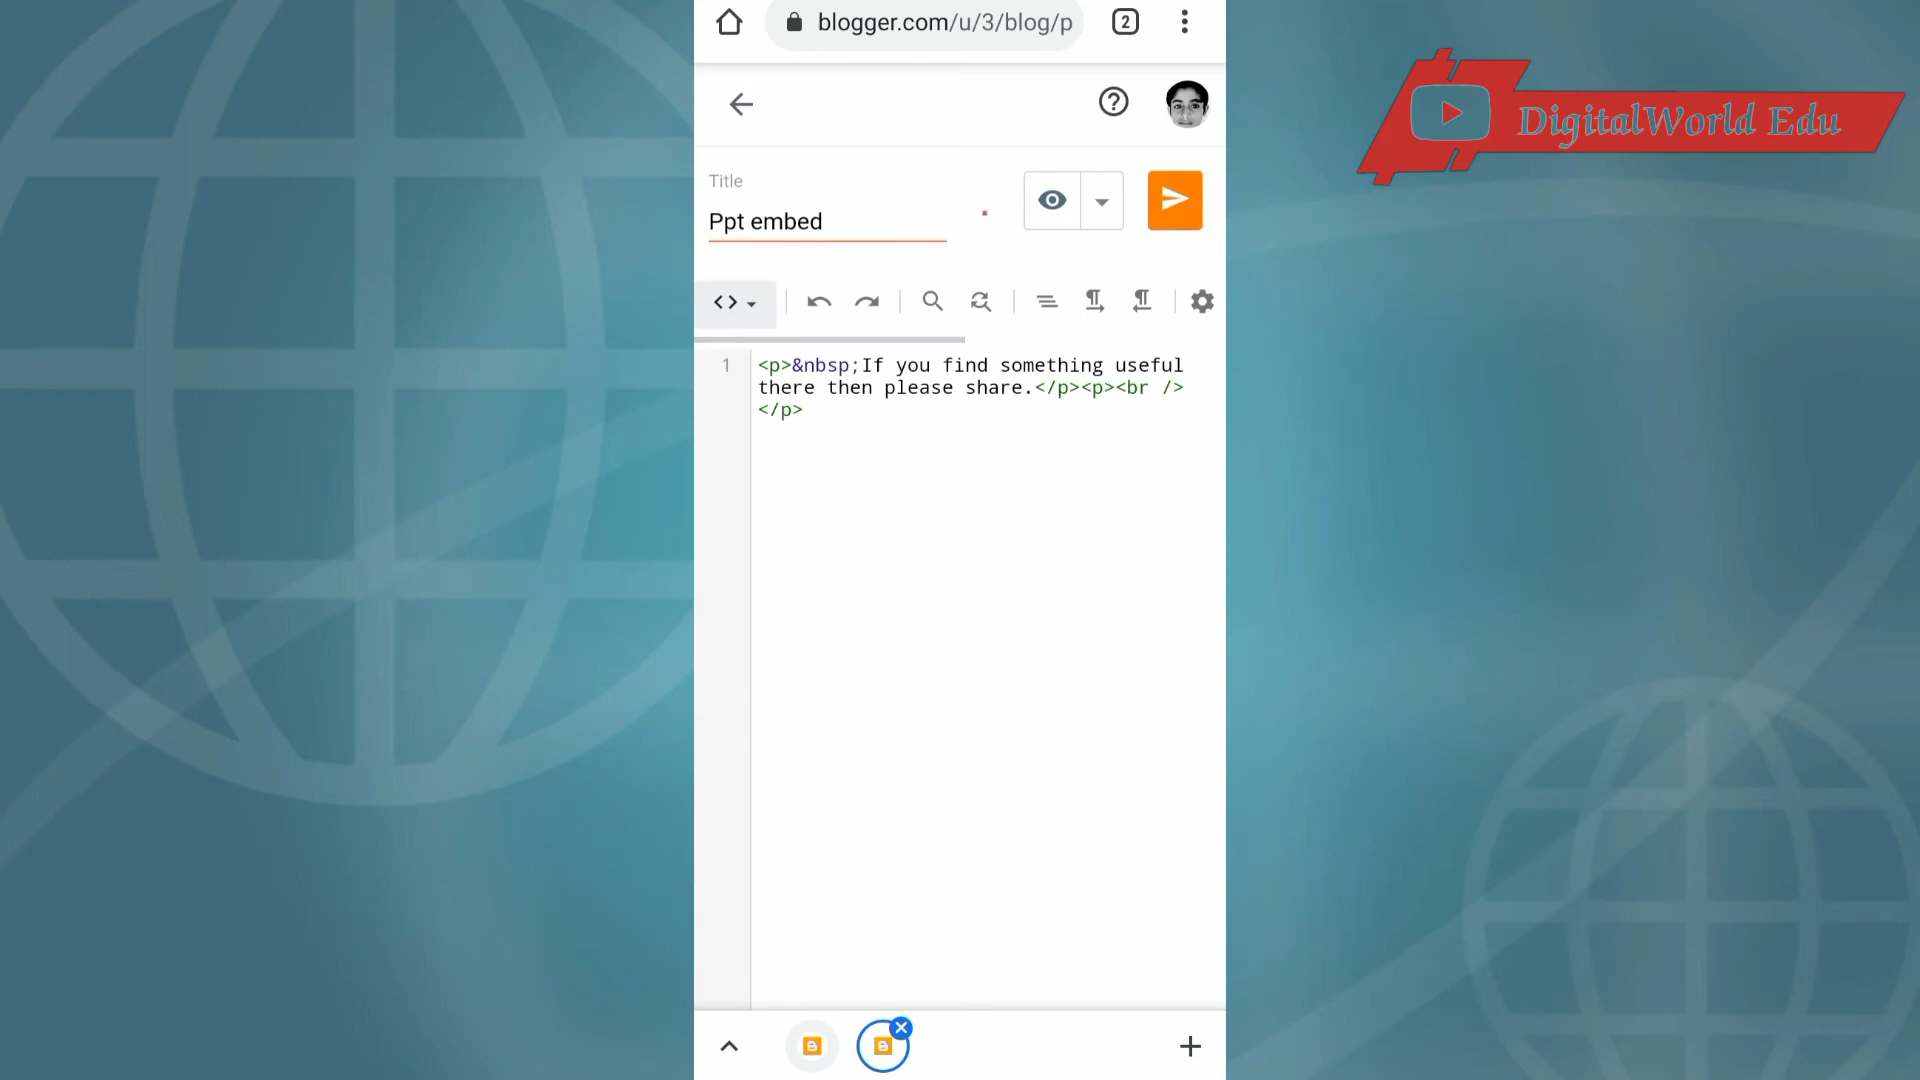 blogger.com/u/3/blog/p
2
DigitalWorld Edu
Title
Ppt embed
1
<p>&nbsp;If you find something useful
there then please share.</p><p><br />
</p>